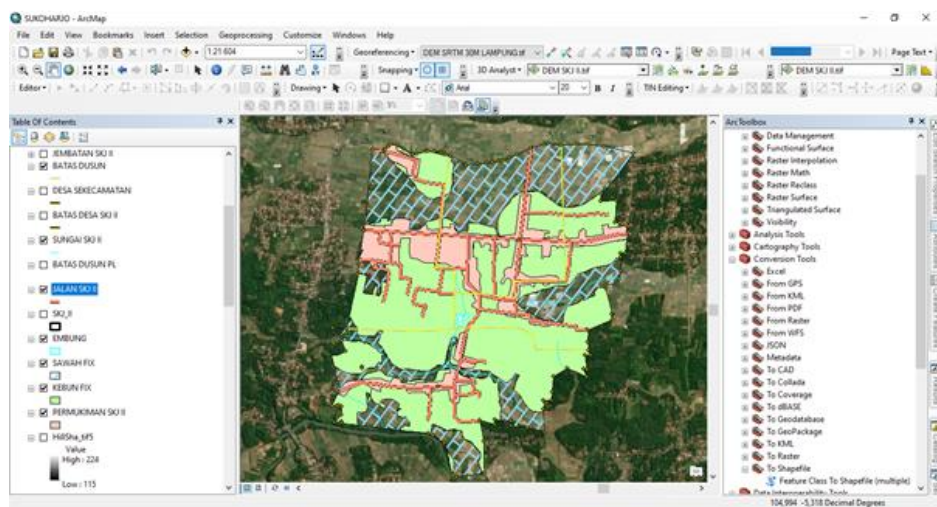 SUKOHARJO - ArcMap
File Edit View Bookmarks Insert Selection Geoprocessing Customize Windows Help
1:21 604
Georeferencing
DEM SRTM 30M LAMPUNG.tif
Page Text
Snapping
3D Analyst
DEM SKJ II.tif
DEM SKJ II.tif
Editor
Drawing
Arial
20
B I
TIN Editing
Table Of Contents
JEMBATAN SKJ II
BATAS DUSUN
DESA SEKECAMATAN
BATAS DESA SKJ II
SUNGAI SKJ II
BATAS DUSUN PL
JALAN SKJ II
SKJ_II
EMBUNG
SAWAH FIX
KEBUN FIX
PERMUKIMAN SKJ II
HillSha_tif5
Value
High : 224
Low : 115
ArcToolbox
Data Management
Functional Surface
Raster Interpolation
Raster Math
Raster Reclass
Raster Surface
Triangulated Surface
Visibility
Analysis Tools
Cartography Tools
Conversion Tools
Excel
From GPS
From KML
From PDF
From Raster
From WFS
JSON
Metadata
To CAD
To Collada
To Coverage
To dBASE
To Geodatabase
To GeoPackage
To KML
To Raster
To Shapefile
Feature Class To Shapefile (multiple)
Data Interoperability Tools
104,994 -5,318 Decimal Degrees